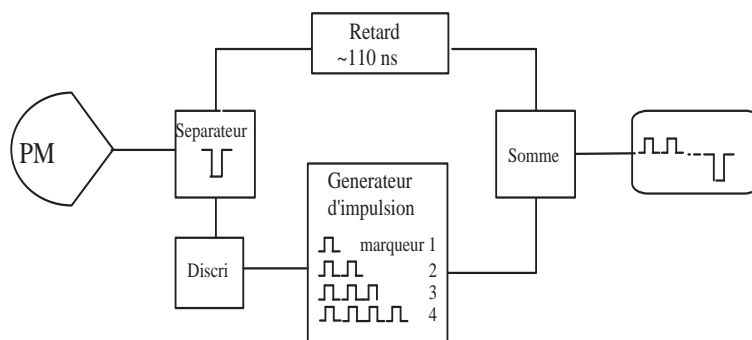 Retard
~110 ns
PM
Separateur
Somme
Generateur
d'impulsion
marqueur 1
2
3
4
Discri